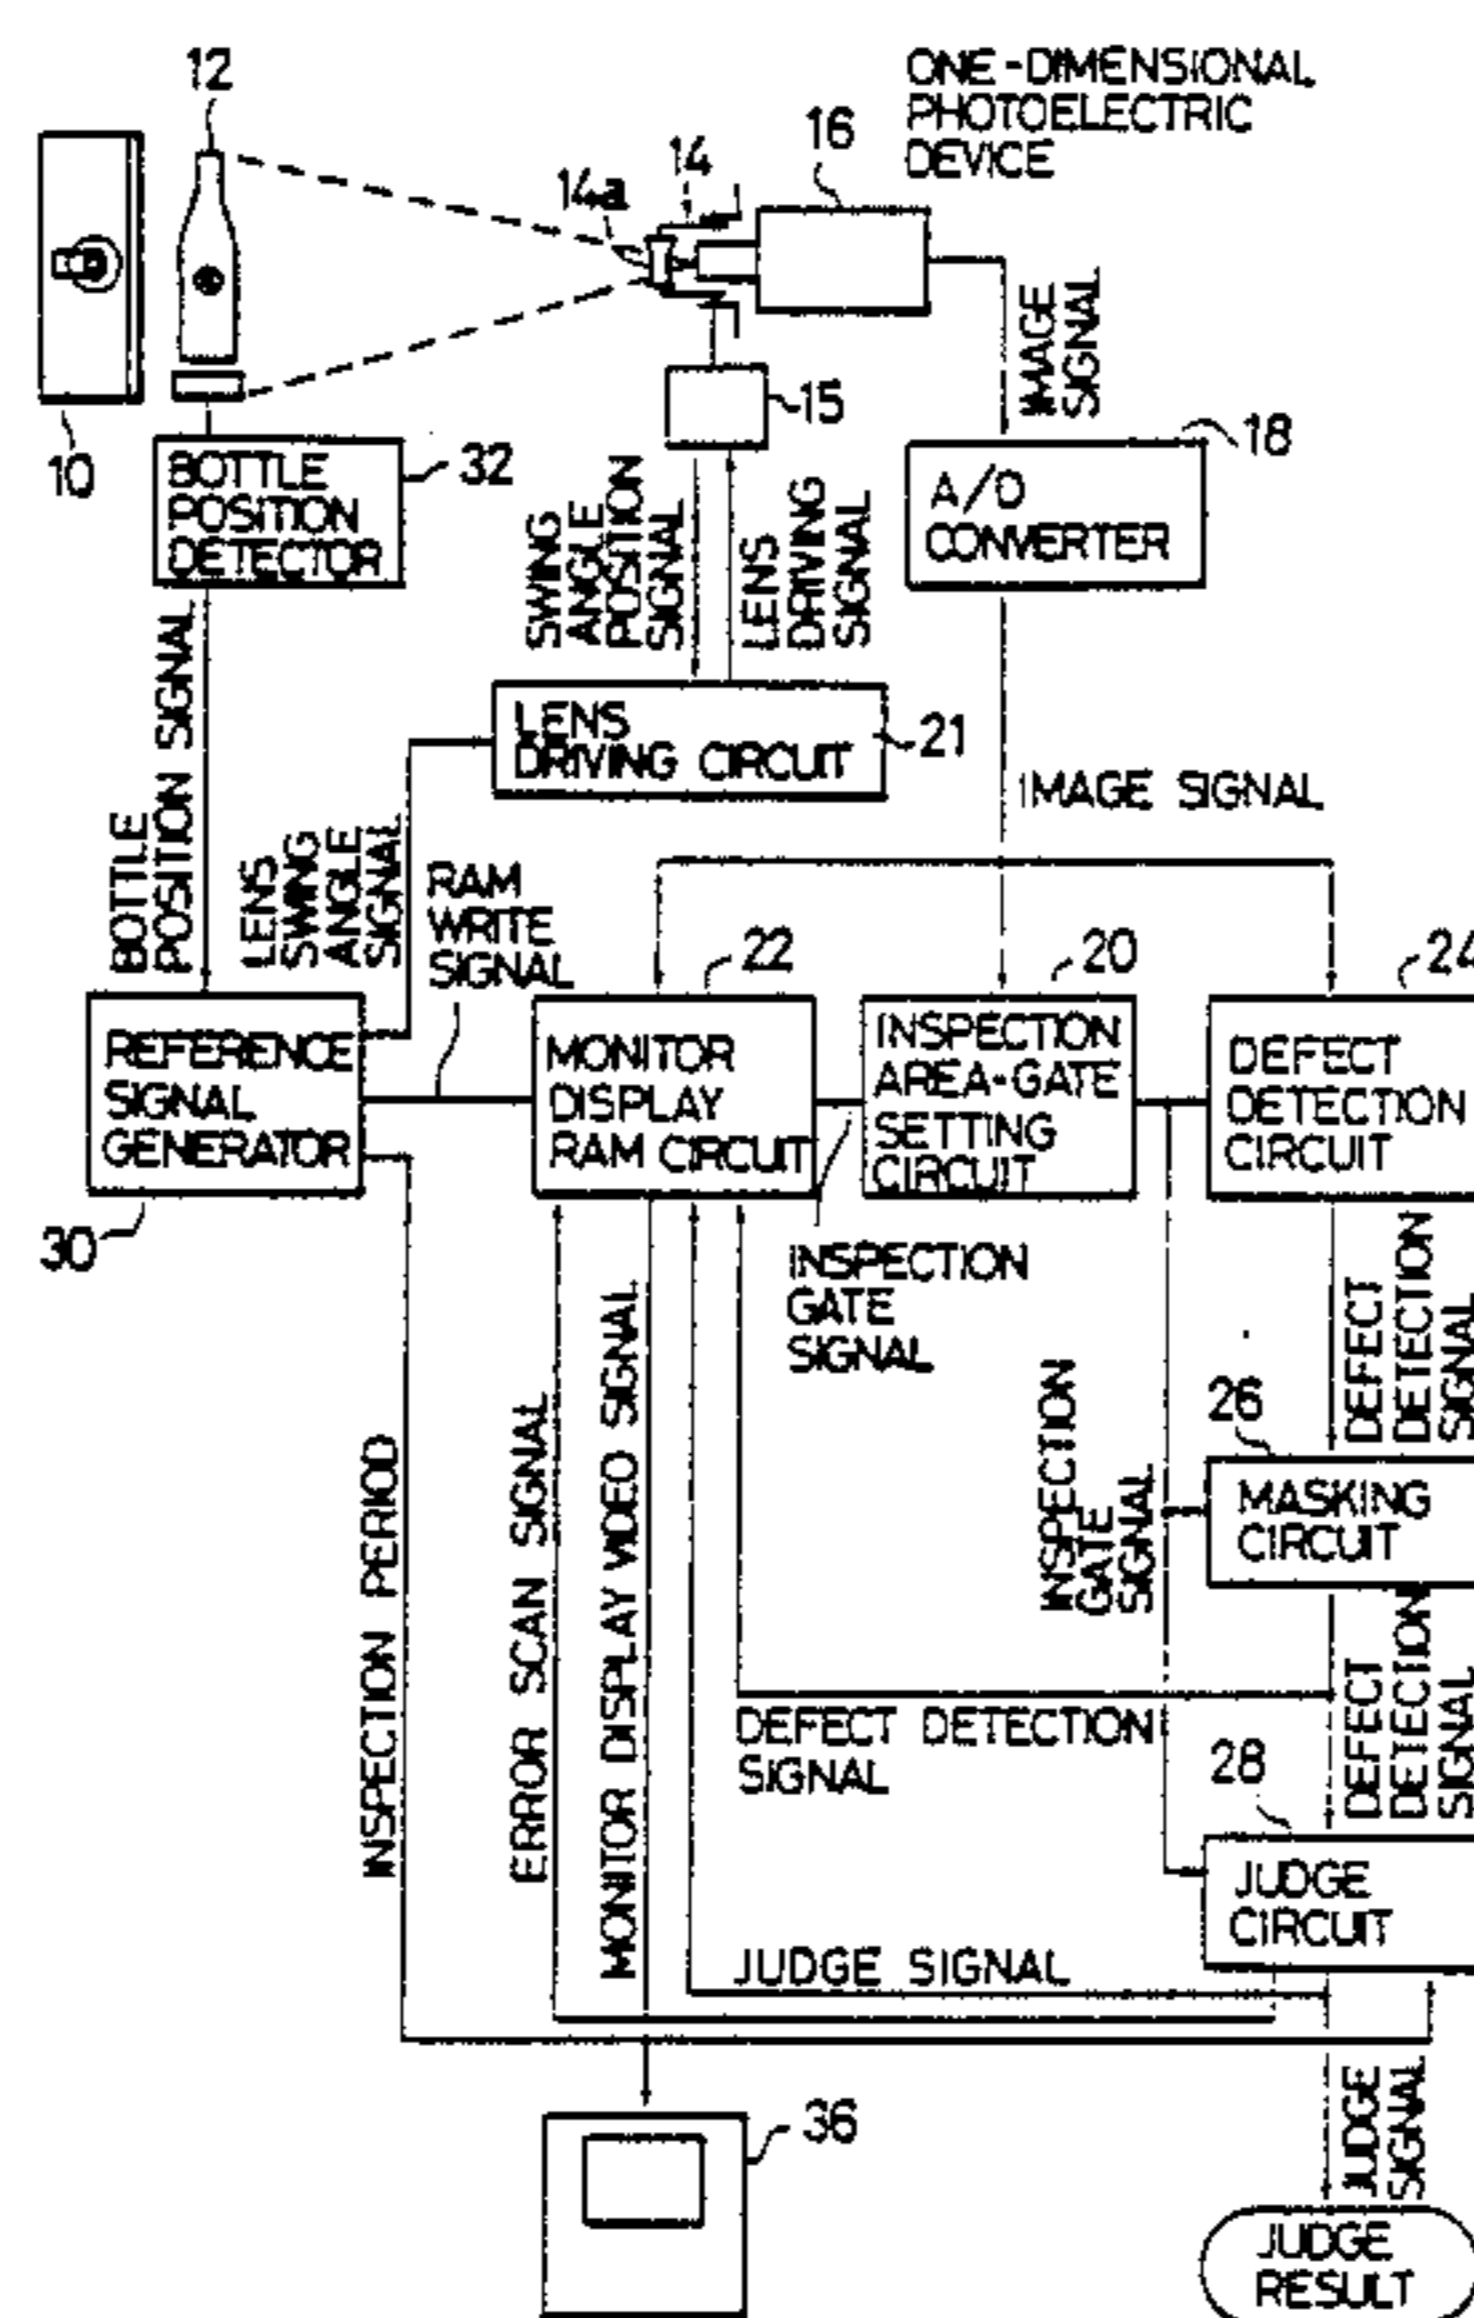 12
ONE-DIMENSIONAL
PHOTOELECTRIC
DEVICE
16
14
14a
IMAGE
SIGNAL
15
18
10
BOTTLE
POSITION
DETECTOR
32
A/D
CONVERTER
SWING
ANGLE
POSITION
SIGNAL
LENS
DRIVING
SIGNAL
BOTTLE
POSITION SIGNAL
LENS
DRIVING CIRCUIT
21
IMAGE SIGNAL
LENS
SWING
ANGLE
SIGNAL
RAM
WRITE
SIGNAL
22
20
24
REFERENCE
SIGNAL
GENERATOR
30
MONITOR
DISPLAY
RAM CIRCUIT
INSPECTION
AREA-GATE
SETTING
CIRCUIT
DEFECT
DETECTION
CIRCUIT
INSPECTION
GATE
SIGNAL
DEFECT
DETECTION
SIGNAL
26
INSPECTION
GATE
SIGNAL
MASKING
CIRCUIT
INSPECTION PERIOD
ERROR SCAN SIGNAL
MONITOR DISPLAY VIDEO SIGNAL
DEFECT DETECTION
SIGNAL
DEFECT
DETECTION
SIGNAL
28
JUDGE
CIRCUIT
JUDGE SIGNAL
JUDGE
SIGNAL
36
JUDGE
RESULT